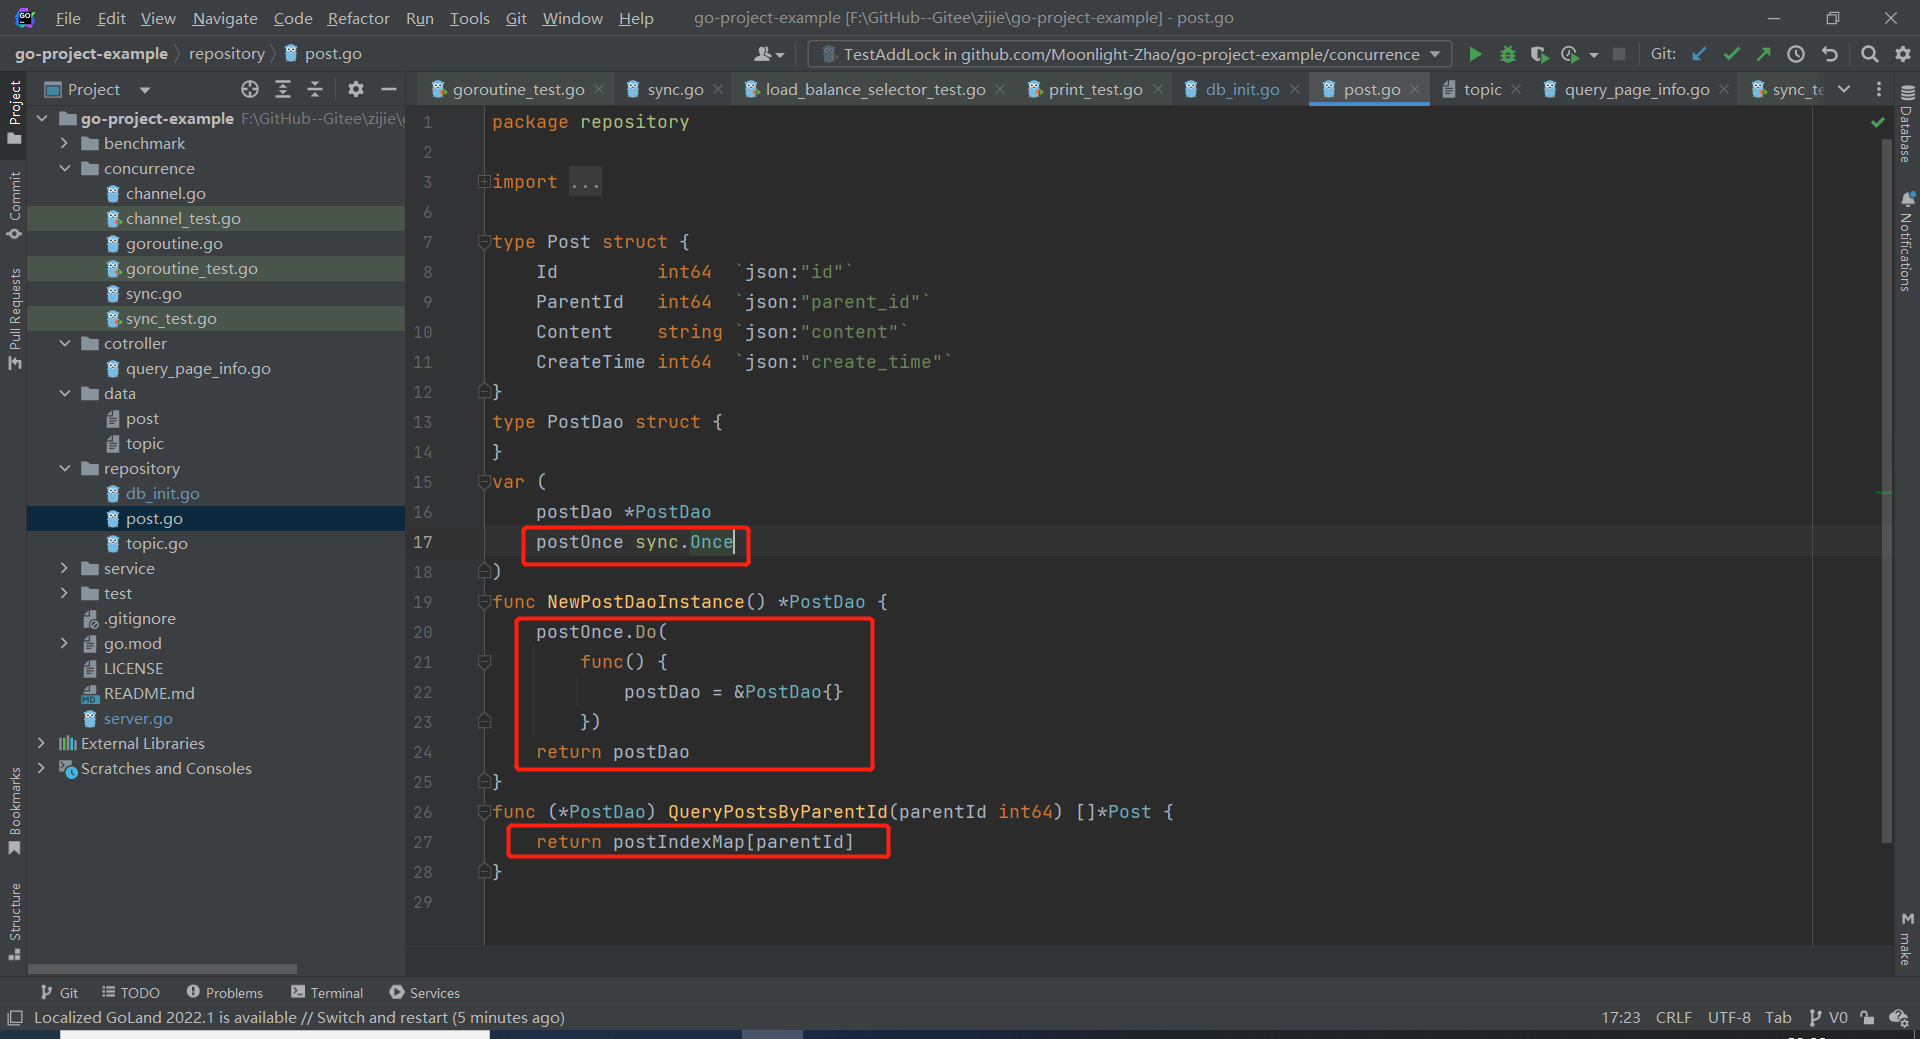 File Edit View Navigate Code Refactor Run Tools Git Window Help go-project-example [F:\GitHub--Gitee\zijie\go-project-example] - post.go
go-project-example repository post.go TestAddLock in github.com/Moonlight-Zhao/go-project-example/concurrence Git:
Project goroutine_test.go sync.go load_balance_selector_test.go print_test.go db_init.go post.go topic query_page_info.go sync_te
Project
Commit
Pull Requests
Bookmarks
Structure
go-project-example F:\GitHub--Gitee\zijie\
benchmark
concurrence
channel.go
channel_test.go
goroutine.go
goroutine_test.go
sync.go
sync_test.go
cotroller
query_page_info.go
data
post
topic
repository
db_init.go
post.go
topic.go
service
test
.gitignore
go.mod
LICENSE
README.md
server.go
External Libraries
Scratches and Consoles
1 package repository
2
3 import ...
6
7 type Post struct {
8 Id int64 `json:"id"`
9 ParentId int64 `json:"parent_id"`
10 Content string `json:"content"`
11 CreateTime int64 `json:"create_time"`
12 }
13 type PostDao struct {
14 }
15 var (
16 postDao *PostDao
17 postOnce sync.Once
18 )
19 func NewPostDaoInstance() *PostDao {
20 postOnce.Do(
21 func() {
22 postDao = &PostDao{}
23 })
24 return postDao
25 }
26 func (*PostDao) QueryPostsByParentId(parentId int64) []*Post {
27 return postIndexMap[parentId]
28 }
29
Database
Notifications
make
Git TODO Problems Terminal Services
Localized GoLand 2022.1 is available // Switch and restart (5 minutes ago) 17:23 CRLF UTF-8 Tab V0